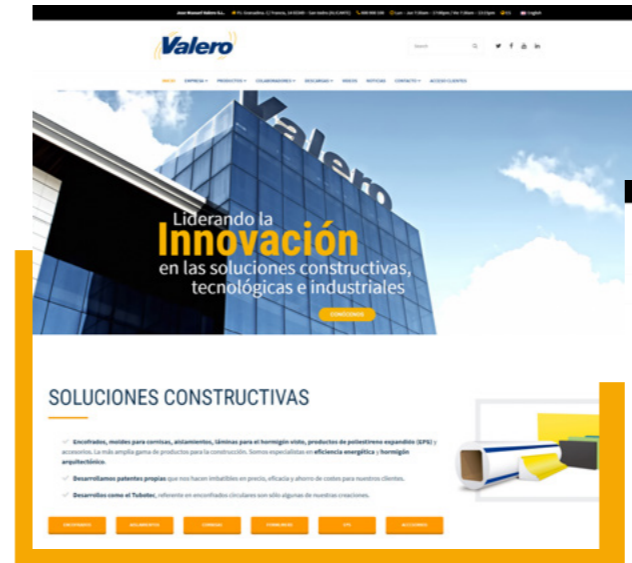 Valero
Search
INICIO EMPRESA PRODUCTOS COLABORADORES DESCARGAS VIDEOS NOTICIAS CONTACTO ACCESO CLIENTES
Valero
Liderando la
Innovación
en las soluciones constructivas,
tecnológicas e industriales
CONÓCENOS
SOLUCIONES CONSTRUCTIVAS
Encofrados, moldes para cornisas, aislamientos, láminas para el hormigón visto, productos de poliestireno expandido (EPS) y
accesorios. La más amplia gama de productos para la construcción. Somos especialistas en eficiencia energética y hormigón
arquitectónico.
Desarrollamos patentes propias que nos hacen imbatibles en precio, eficacia y ahorro de costes para nuestros clientes.
Desarrollos como el Tubotec, referente en encofrados circulares son sólo algunas de nuestras creaciones.
ENCOFRADOS AISLAMIENTOS CORNISAS EPS ACCESORIOS